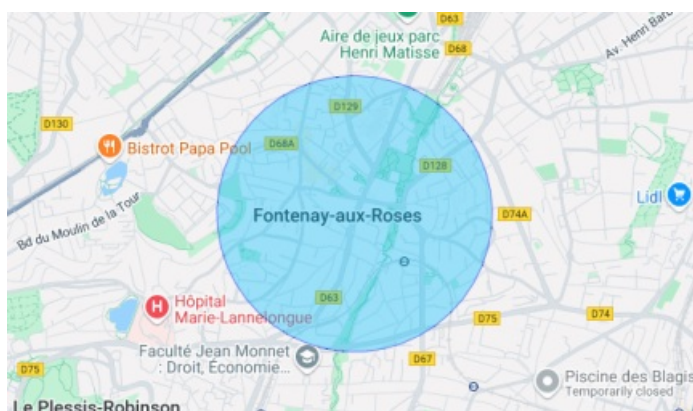 D63
Aire de jeux parc
Henri Matisse
D68
Av. Henri Barb
D129
D130
D68A
Bistrot Papa Pool
D128
Lidl
Bd du Moulin de la Tour
Fontenay-aux-Roses
D74A
Hôpital
Marie-Lannelongue
D63
D75
D74
Faculté Jean Monnet
: Droit, Économie...
D67
D75
Piscine des Blagis
Temporarily closed
Le Plessis-Robinson